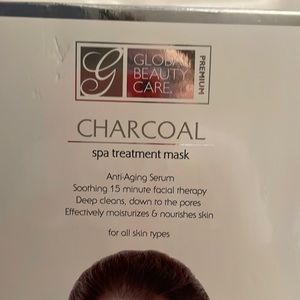 G
GLOBAL
BEAUTY
CARE.
PREMIUM
CHARCOAL
spa treatment mask
Anti-Aging Serum
Soothing 15 minute facial therapy
Deep cleans, down to the pores
Effectively moisturizes & nourishes skin
for all skin types